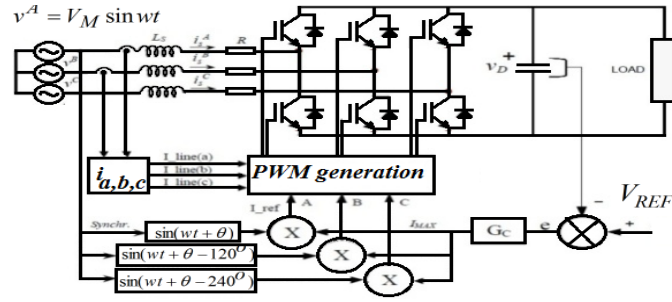 v^A = V_M sin wt
L_S i_s^A R
v^B i_s^B
v^C i_s^C
v_D +
LOAD
i_a,b,c
I_line(a)
I_line(b)
I_line(c)
PWM generation
I_ref A B C
− V_REF
Synchr. sin(wt + θ) X I_MAX G_C e +
sin(wt + θ −120°) X
sin(wt + θ −240°) X